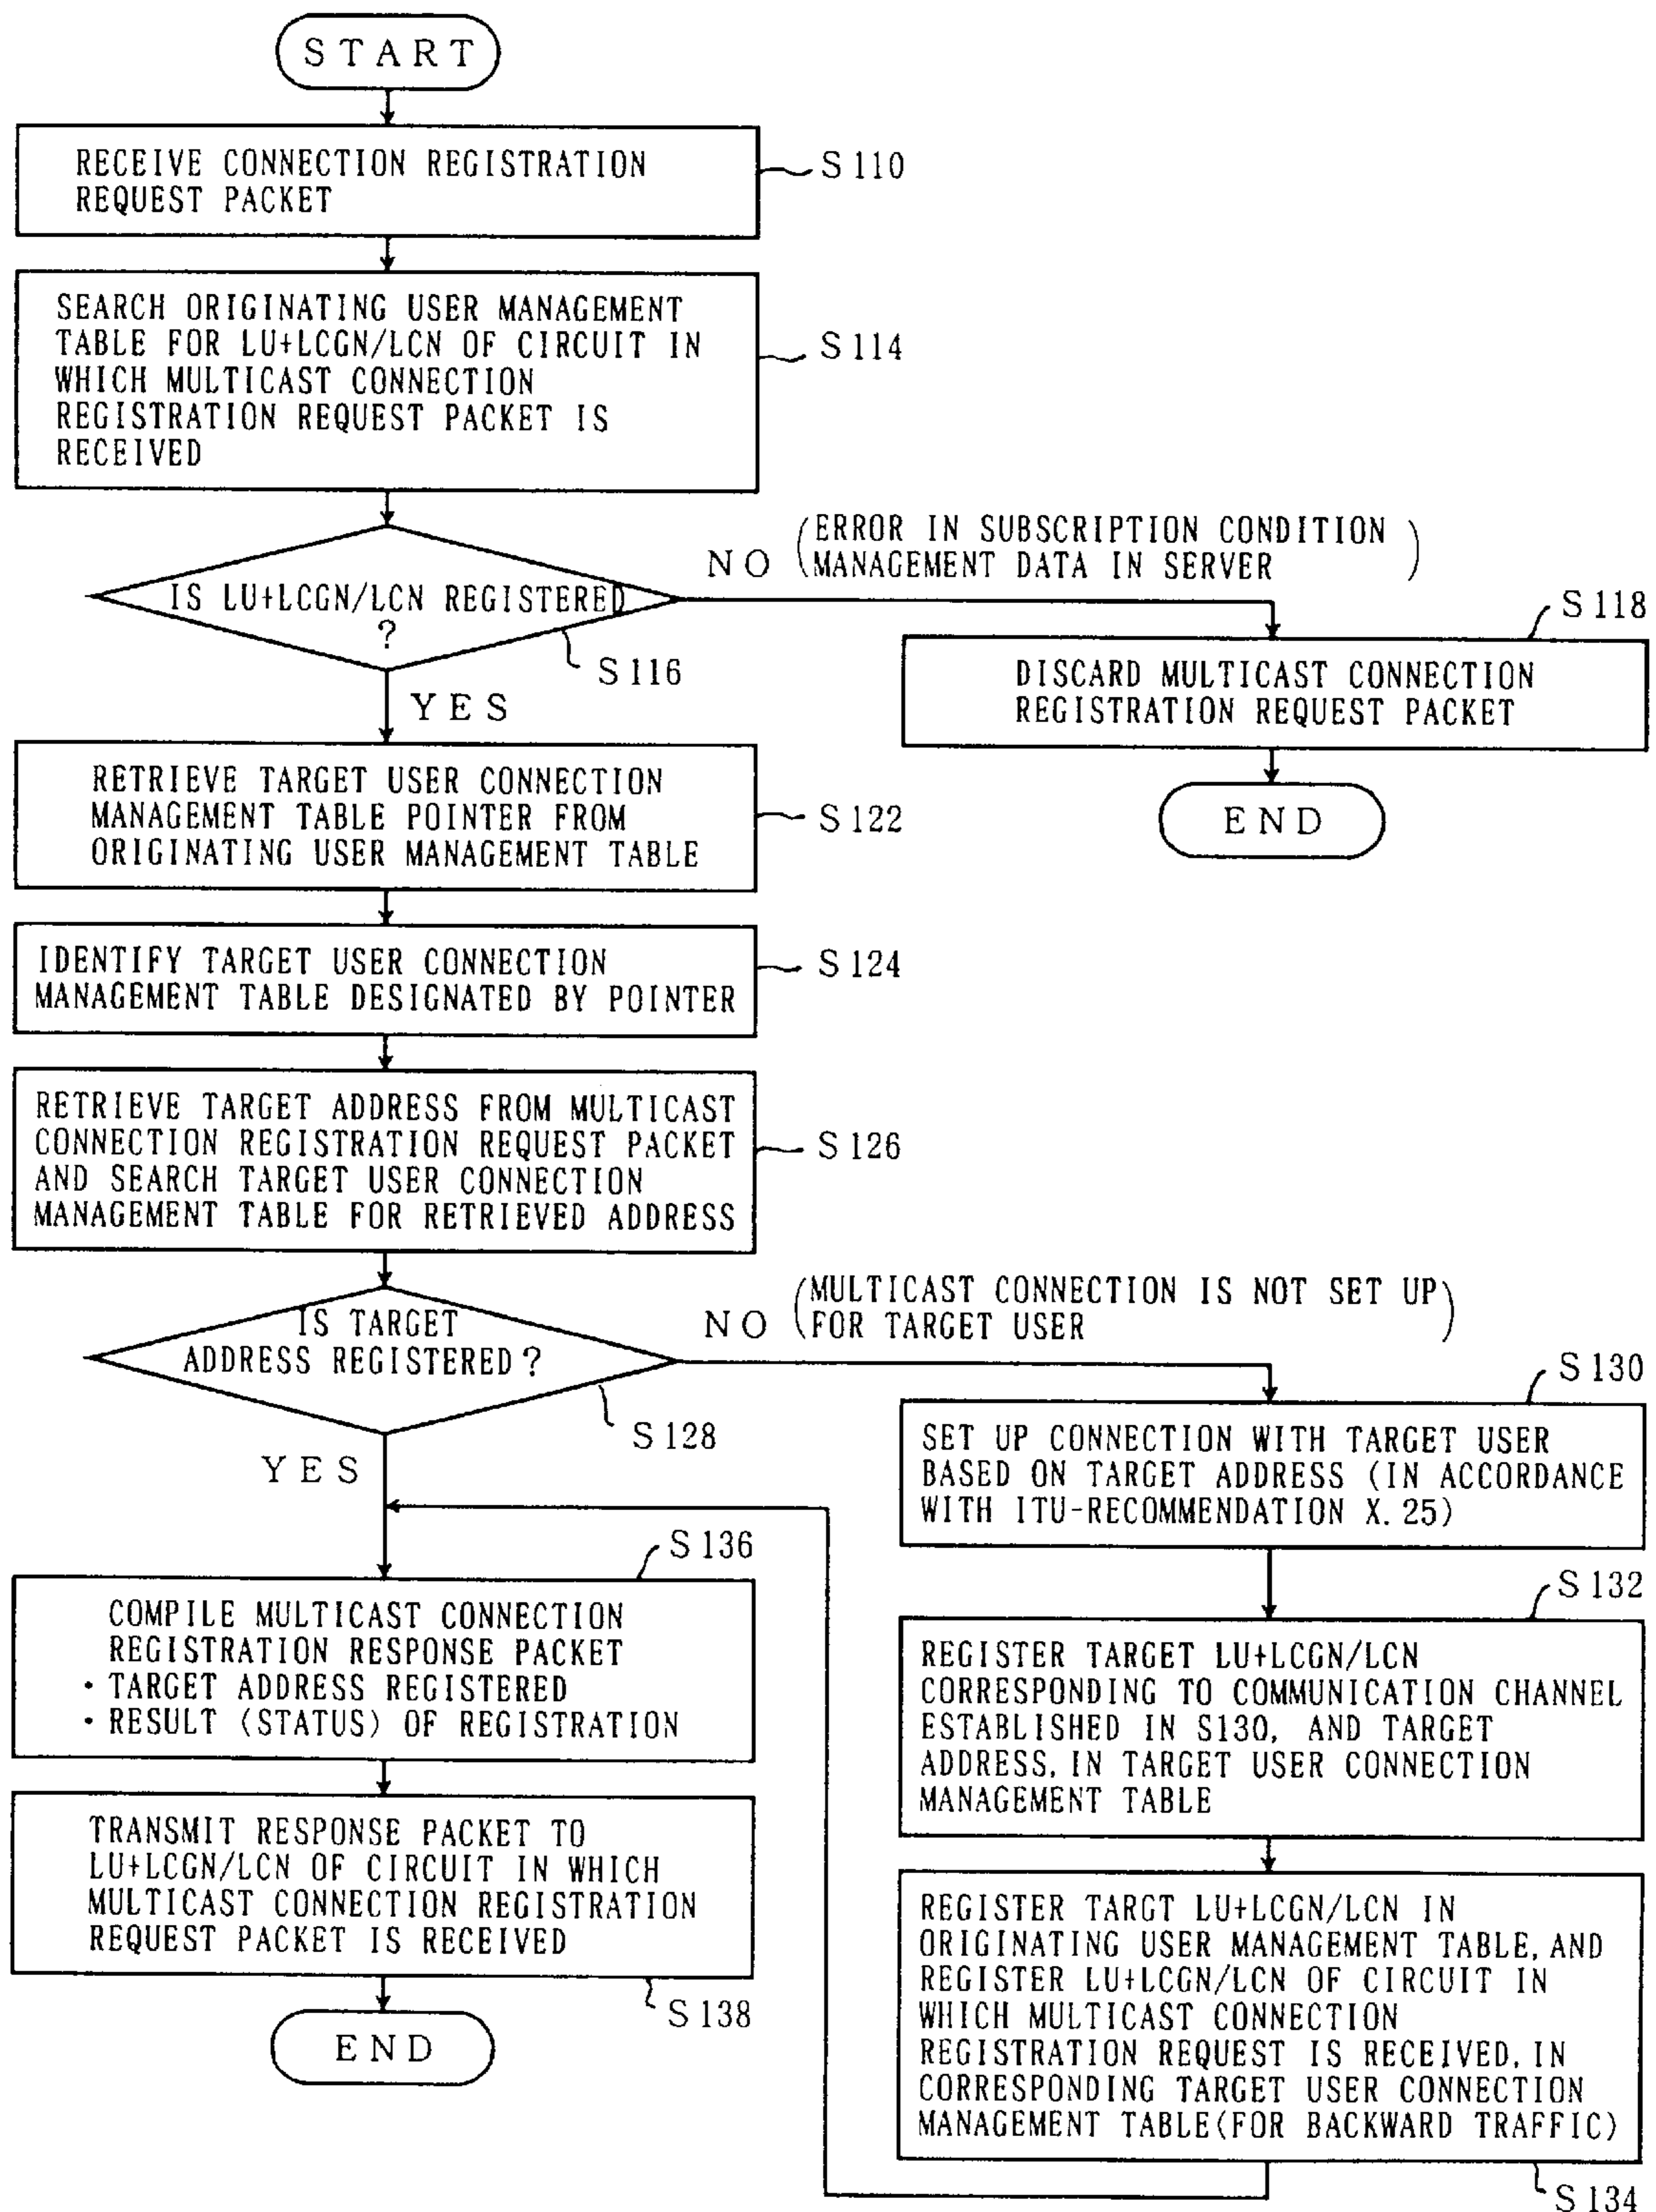 START
RECEIVE CONNECTION REGISTRATION
REQUEST PACKET
S110
SEARCH ORIGINATING USER MANAGEMENT
TABLE FOR LU+LCGN/LCN OF CIRCUIT IN
WHICH MULTICAST CONNECTION
REGISTRATION REQUEST PACKET IS
RECEIVED
S114
IS LU+LCGN/LCN REGISTERED
?
S116
NO
(ERROR IN SUBSCRIPTION CONDITION
MANAGEMENT DATA IN SERVER)
S118
DISCARD MULTICAST CONNECTION
REGISTRATION REQUEST PACKET
END
YES
RETRIEVE TARGET USER CONNECTION
MANAGEMENT TABLE POINTER FROM
ORIGINATING USER MANAGEMENT TABLE
S122
IDENTIFY TARGET USER CONNECTION
MANAGEMENT TABLE DESIGNATED BY POINTER
S124
RETRIEVE TARGET ADDRESS FROM MULTICAST
CONNECTION REGISTRATION REQUEST PACKET
AND SEARCH TARGET USER CONNECTION
MANAGEMENT TABLE FOR RETRIEVED ADDRESS
S126
IS TARGET
ADDRESS REGISTERED?
S128
NO
(MULTICAST CONNECTION IS NOT SET UP
FOR TARGET USER)
S130
SET UP CONNECTION WITH TARGET USER
BASED ON TARGET ADDRESS (IN ACCORDANCE
WITH ITU-RECOMMENDATION X.25)
S132
REGISTER TARGET LU+LCGN/LCN
CORRESPONDING TO COMMUNICATION CHANNEL
ESTABLISHED IN S130, AND TARGET
ADDRESS, IN TARGET USER CONNECTION
MANAGEMENT TABLE
REGISTER TARGT LU+LCGN/LCN IN
ORIGINATING USER MANAGEMENT TABLE, AND
REGISTER LU+LCGN/LCN OF CIRCUIT IN
WHICH MULTICAST CONNECTION
REGISTRATION REQUEST IS RECEIVED, IN
CORRESPONDING TARGET USER CONNECTION
MANAGEMENT TABLE(FOR BACKWARD TRAFFIC)
S134
YES
S136
COMPILE MULTICAST CONNECTION
REGISTRATION RESPONSE PACKET
・TARGET ADDRESS REGISTERED
・RESULT (STATUS) OF REGISTRATION
TRANSMIT RESPONSE PACKET TO
LU+LCGN/LCN OF CIRCUIT IN WHICH
MULTICAST CONNECTION REGISTRATION
REQUEST PACKET IS RECEIVED
S138
END